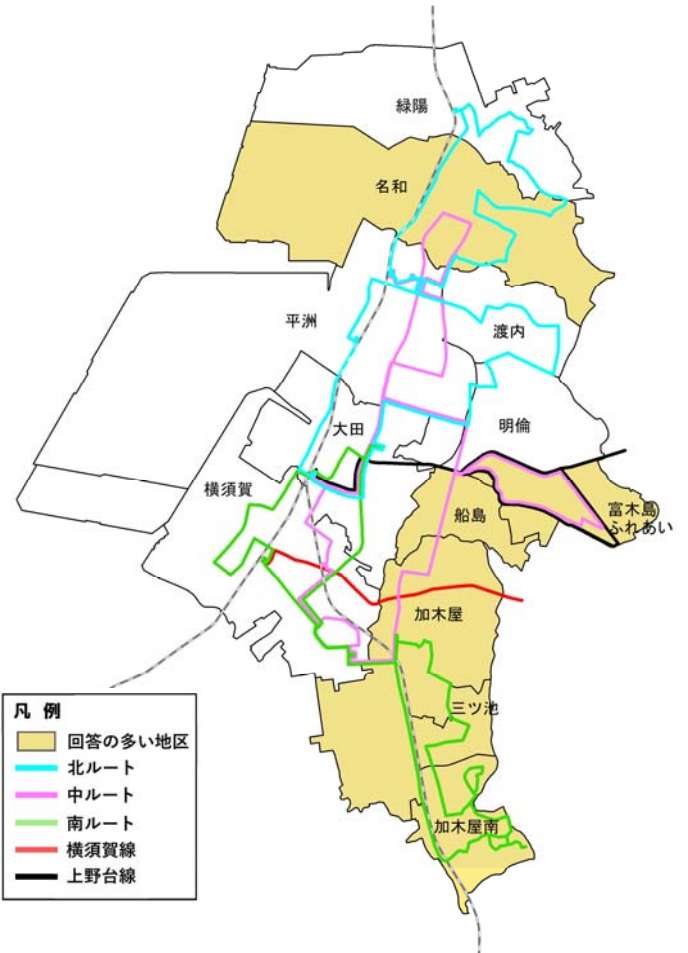 緑陽
名和
平洲
渡内
大田
明倫
横須賀
船島
富木島
ふれあい
加木屋
三ツ池
加木屋南
凡 例
回答の多い地区
北ルート
中ルート
南ルート
横須賀線
上野台線